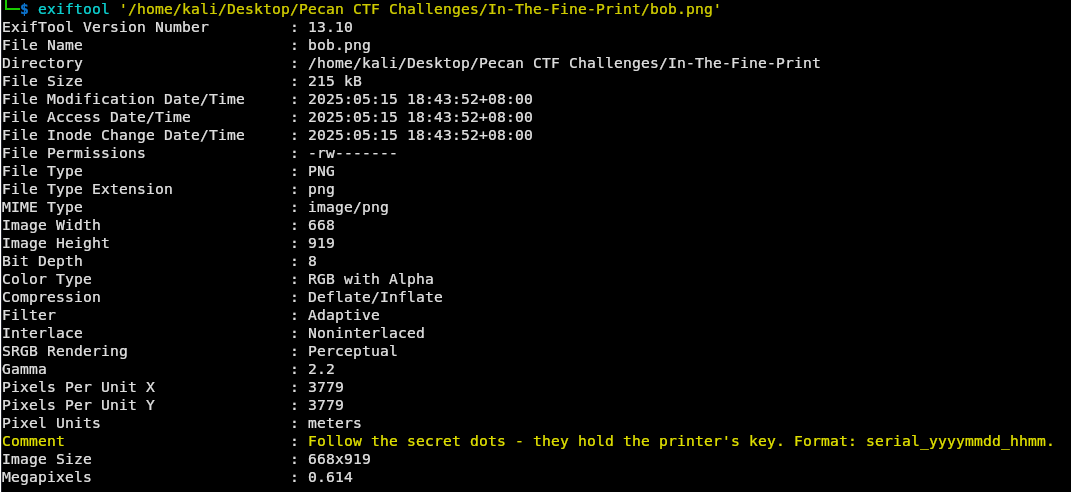 └─$ exiftool '/home/kali/Desktop/Pecan CTF Challenges/In-The-Fine-Print/bob.png'
ExifTool Version Number         : 13.10
File Name                       : bob.png
Directory                       : /home/kali/Desktop/Pecan CTF Challenges/In-The-Fine-Print
File Size                       : 215 kB
File Modification Date/Time     : 2025:05:15 18:43:52+08:00
File Access Date/Time           : 2025:05:15 18:43:52+08:00
File Inode Change Date/Time     : 2025:05:15 18:43:52+08:00
File Permissions                : -rw-------
File Type                       : PNG
File Type Extension             : png
MIME Type                       : image/png
Image Width                     : 668
Image Height                    : 919
Bit Depth                       : 8
Color Type                      : RGB with Alpha
Compression                     : Deflate/Inflate
Filter                          : Adaptive
Interlace                       : Noninterlaced
SRGB Rendering                  : Perceptual
Gamma                           : 2.2
Pixels Per Unit X               : 3779
Pixels Per Unit Y               : 3779
Pixel Units                     : meters
Comment                         : Follow the secret dots - they hold the printer's key. Format: serial_yyyymmdd_hhmm.
Image Size                      : 668x919
Megapixels                      : 0.614